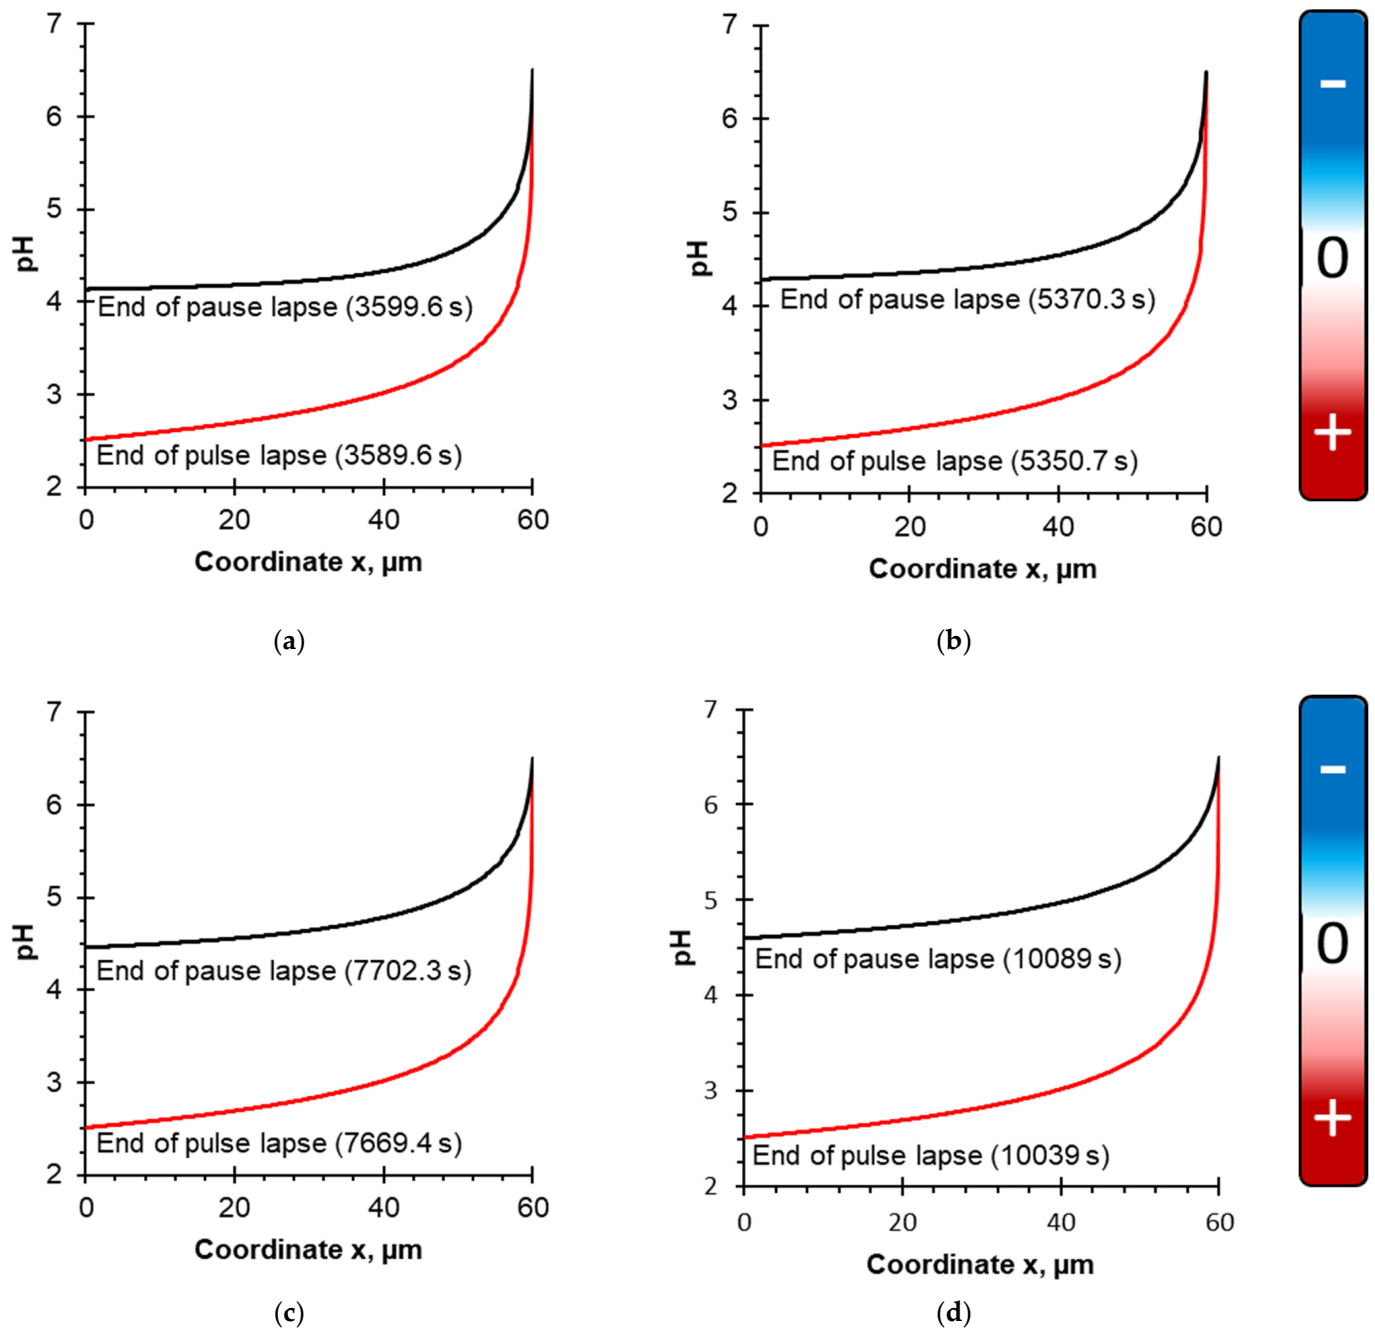 7
6
5
4
3
2
pH
End of pause lapse (3599.6 s)
End of pulse lapse (3589.6 s)
0 20 40 60
Coordinate x, µm
(a)
7
6
5
4
3
2
pH
End of pause lapse (5370.3 s)
End of pulse lapse (5350.7 s)
0 20 40 60
Coordinate x, µm
(b)
-
0
+
7
6
5
4
3
2
pH
End of pause lapse (7702.3 s)
End of pulse lapse (7669.4 s)
0 20 40 60
Coordinate x, µm
(c)
7
6
5
4
3
2
pH
End of pause lapse (10089 s)
End of pulse lapse (10039 s)
0 20 40 60
Coordinate x, µm
(d)
-
0
+